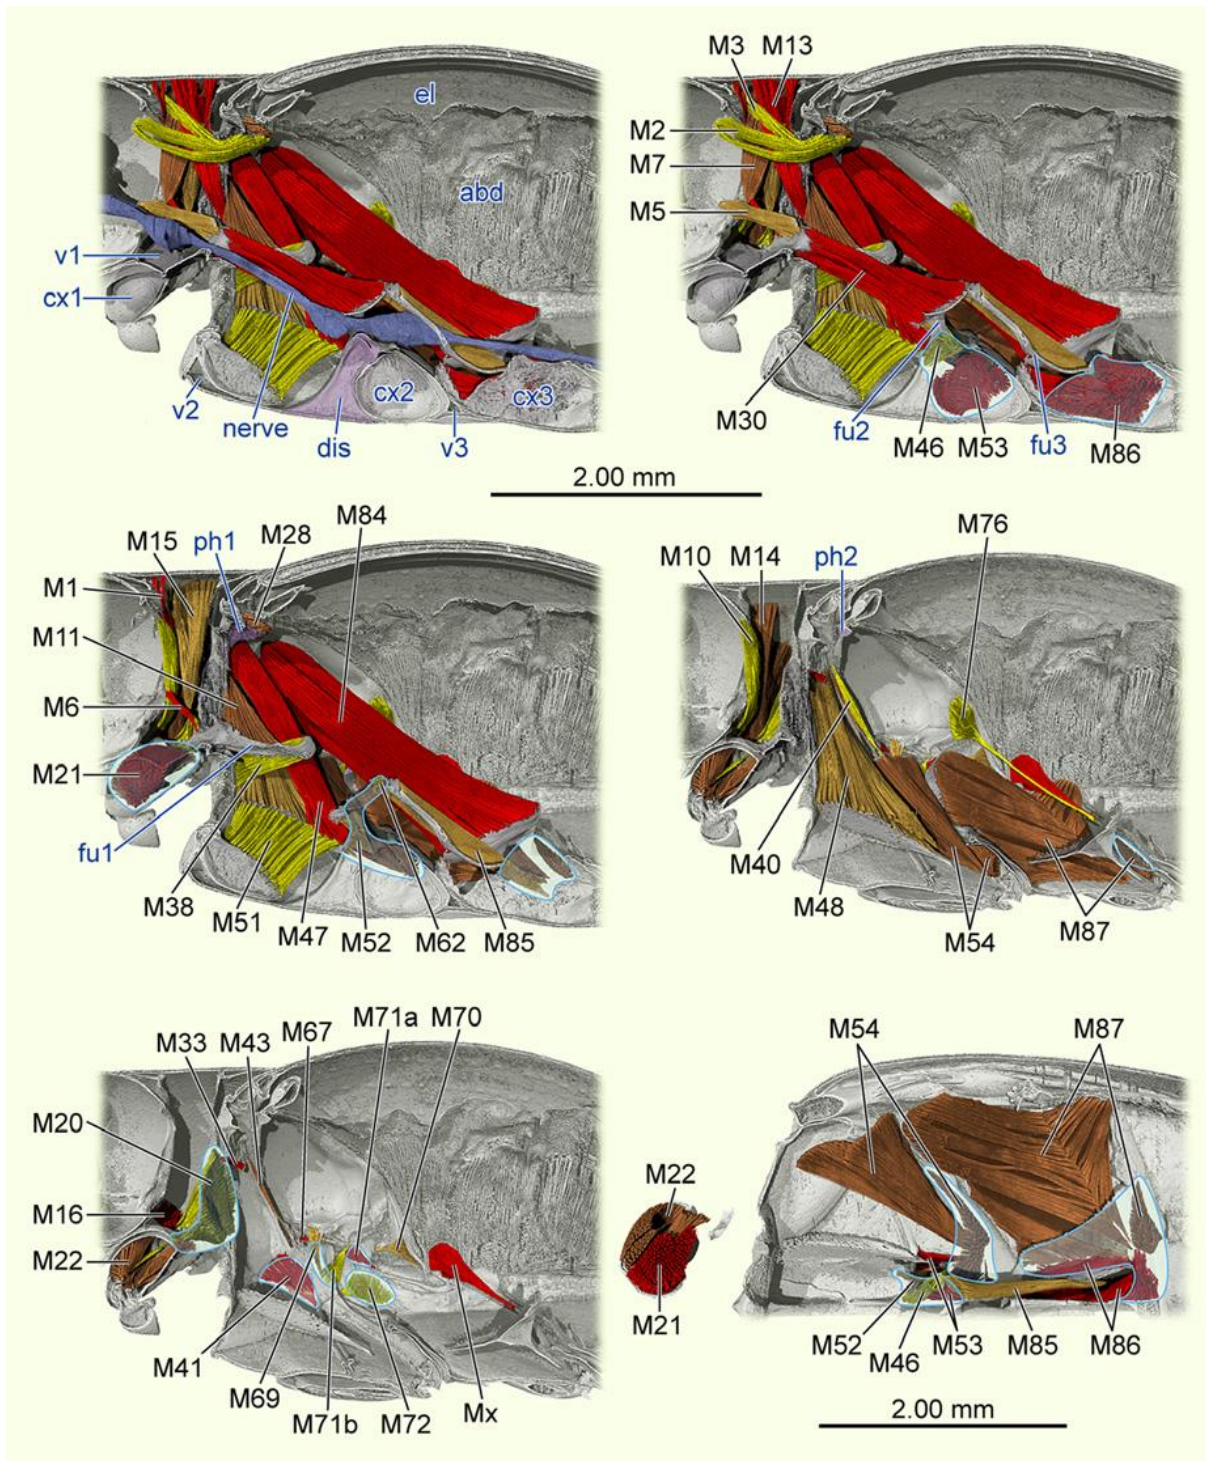 M3 M13
el
M2
M7
abd
M5
v1
cx1
cx2
cx3
v2
nerve
dis
v3
M30
fu2
M46 M53
fu3
M86
2.00 mm
M84
M15
ph1
M28
M1
M11
M6
M21
fu1
M38
M51
M47
M52
M62
M85
M76
M10
M14
ph2
M40
M48
M54
M87
M71a M70
M33 M43
M67
M20
M16
M22
M41
M69
M71b
M72
Mx
M54
M87
M22
M21
M52
M46
M53
M85
M86
2.00 mm